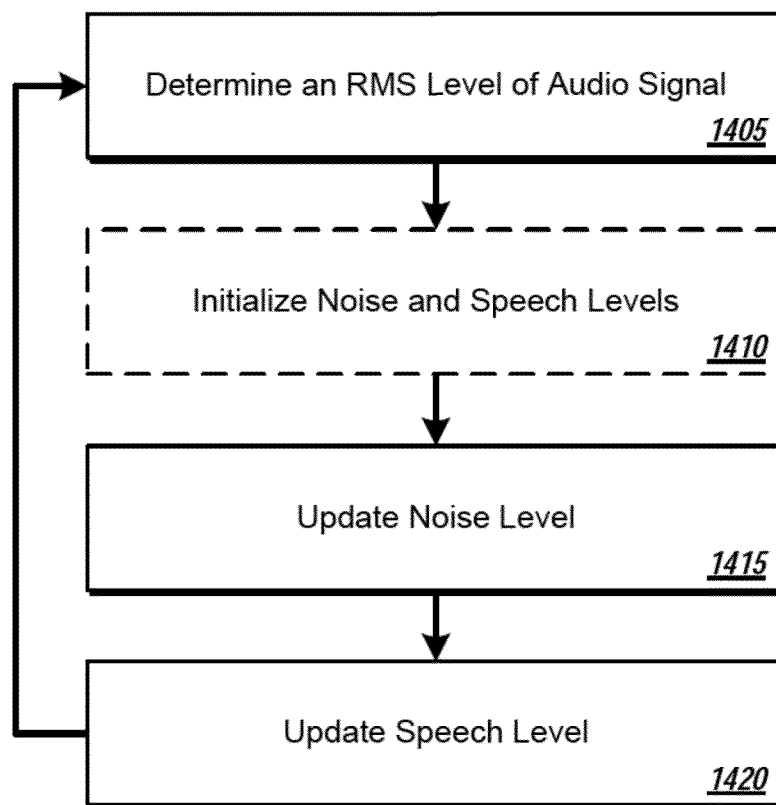 Determine an RMS Level of Audio Signal
1405
Initialize Noise and Speech Levels
1410
Update Noise Level
1415
Update Speech Level
1420